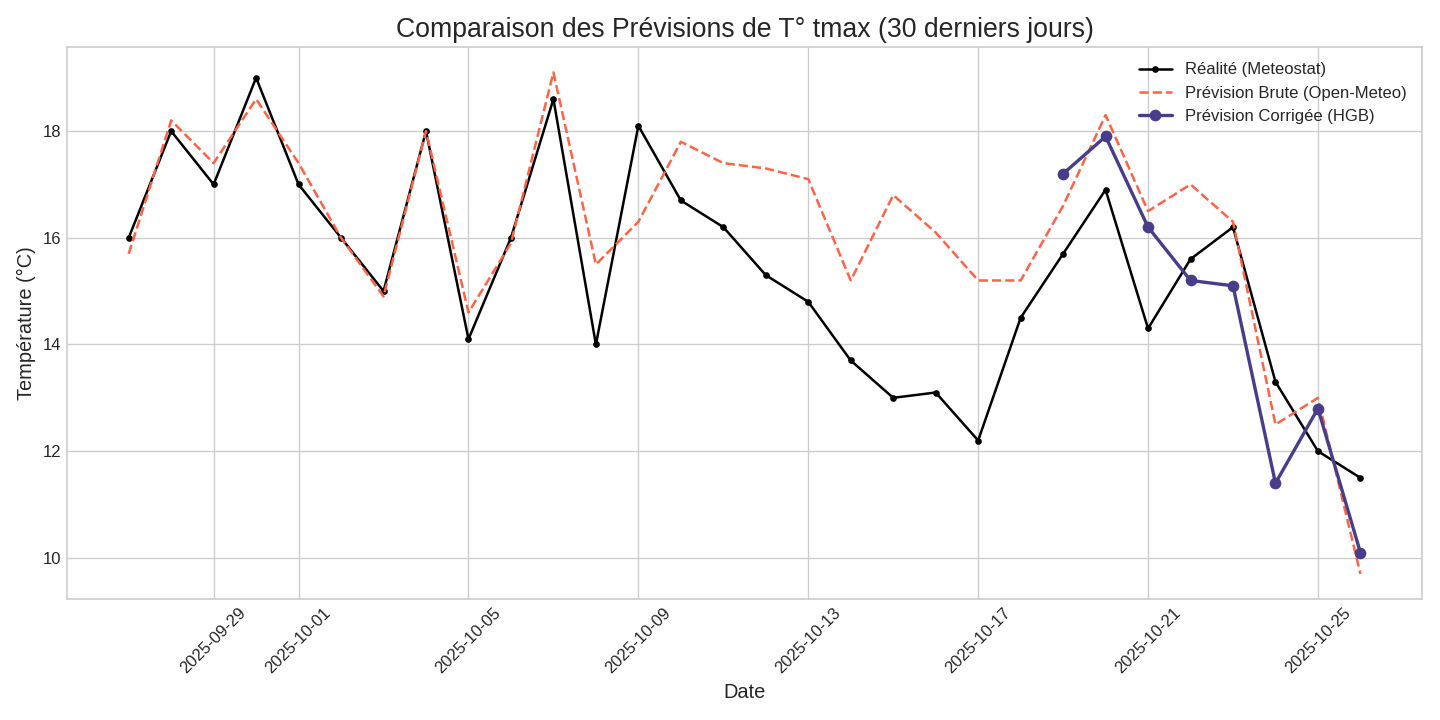 Comparaison des Prévisions de T° tmax (30 derniers jours)
Réalité (Meteostat)
Prévision Brute (Open-Meteo)
Prévision Corrigée (HGB)
Température (°C)
18
16
14
12
10
2025-09-29
2025-10-01
2025-10-05
2025-10-09
2025-10-13
2025-10-17
2025-10-21
2025-10-25
Date